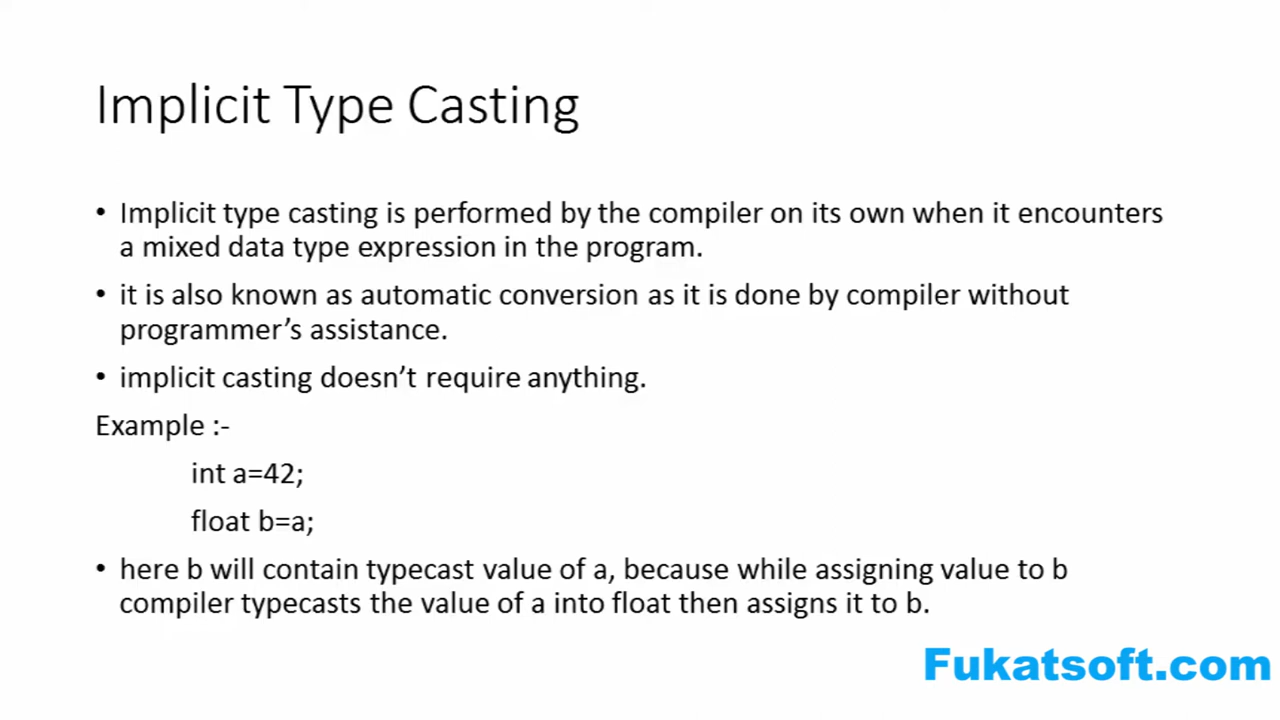 Implicit Type Casting
• Implicit type casting is performed by the compiler on its own when it encounters
a mixed data type expression in the program.
• it is also known as automatic conversion as it is done by compiler without
programmer’s assistance.
• implicit casting doesn’t require anything.
Example :-
int a=42;
float b=a;
• here b will contain typecast value of a, because while assigning value to b
compiler typecasts the value of a into float then assigns it to b.
Fukatsoft.com